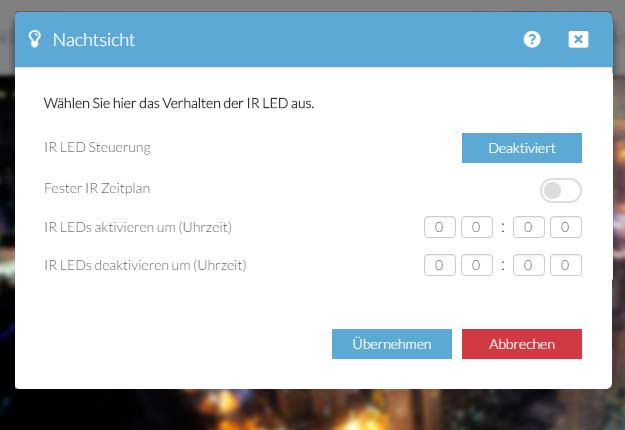 Nachtsicht
Wählen Sie hier das Verhalten der IR LED aus.
IR LED Steuerung Deaktiviert
Fester IR Zeitplan
IR LEDs aktivieren um (Uhrzeit) 0 0 : 0 0
IR LEDs deaktivieren um (Uhrzeit) 0 0 : 0 0
Übernehmen Abbrechen